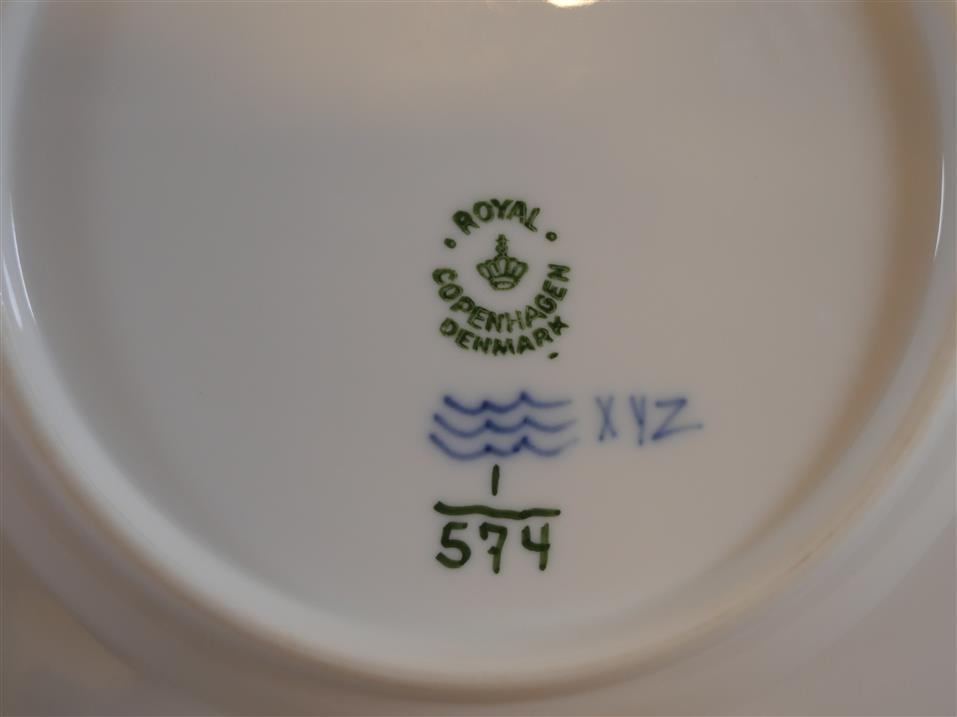 ROYAL
COPENHAGEN
DENMARK
XYZ
1
574